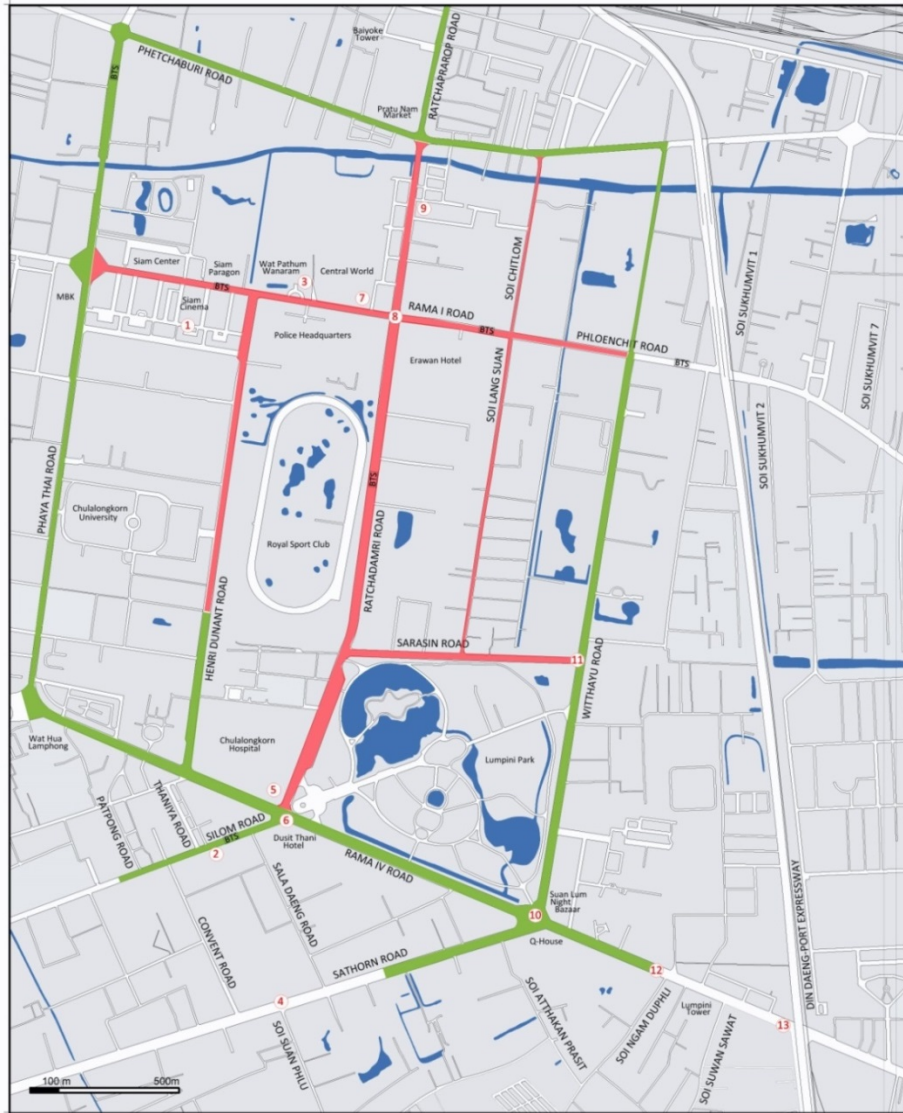 Baiyoke
Tower
RATCHAPRAROP ROAD
BTS
PHETCHABURI ROAD
Pratu Nam
Market
9
SOI CHITLOM
SOI SUKHUMVIT 1
Siam Center
Siam
Paragon
Wat Pathum
Wanaram
3
Central World
7
BTS
MBK
Siam
Cinema
1
8
RAMA I ROAD
BTS
PHLOENCHIT ROAD
BTS
Police Headquarters
Erawan Hotel
SOI LANG SUAN
SOI SUKHUMVIT 7
SOI SUKHUMVIT 2
BTS
PHAYA THAI ROAD
Chulalongkorn
University
Royal Sport Club
RATCHADAMRI ROAD
HENRI DUNANT ROAD
SARASIN ROAD
11
WITTHAYU ROAD
Wat Hua
Lamphong
Chulalongkorn
Hospital
Lumpini Park
5
6
PATPONG ROAD
THANIYA ROAD
SILOM ROAD
BTS
2
Dusit Thani
Hotel
RAMA IV ROAD
SALA DAENG ROAD
Suan Lum
Night
Bazaar
10
Q-House
CONVENT ROAD
SATHORN ROAD
12
DIN DAENG-PORT EXPRESSWAY
4
SOI SUAN PHLU
SOI ATTHAKAN PRASIT
SOI NGAM DUPHLI
Lumpini
Tower
13
SOI SUWAN SAWAT
100 m
500m